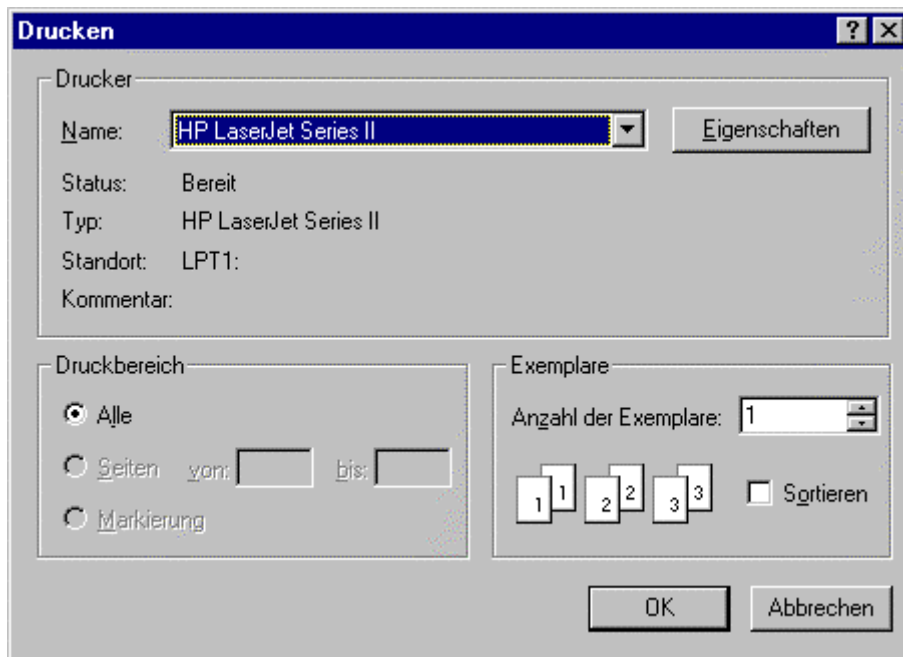 Drucken
Drucker
Name: HP LaserJet Series II Eigenschaften
Status: Bereit
Typ: HP LaserJet Series II
Standort: LPT1:
Kommentar:
Druckbereich
Alle
Seiten von: bis:
Markierung
Exemplare
Anzahl der Exemplare: 1
1 1 2 2 3 3 Sortieren
OK Abbrechen